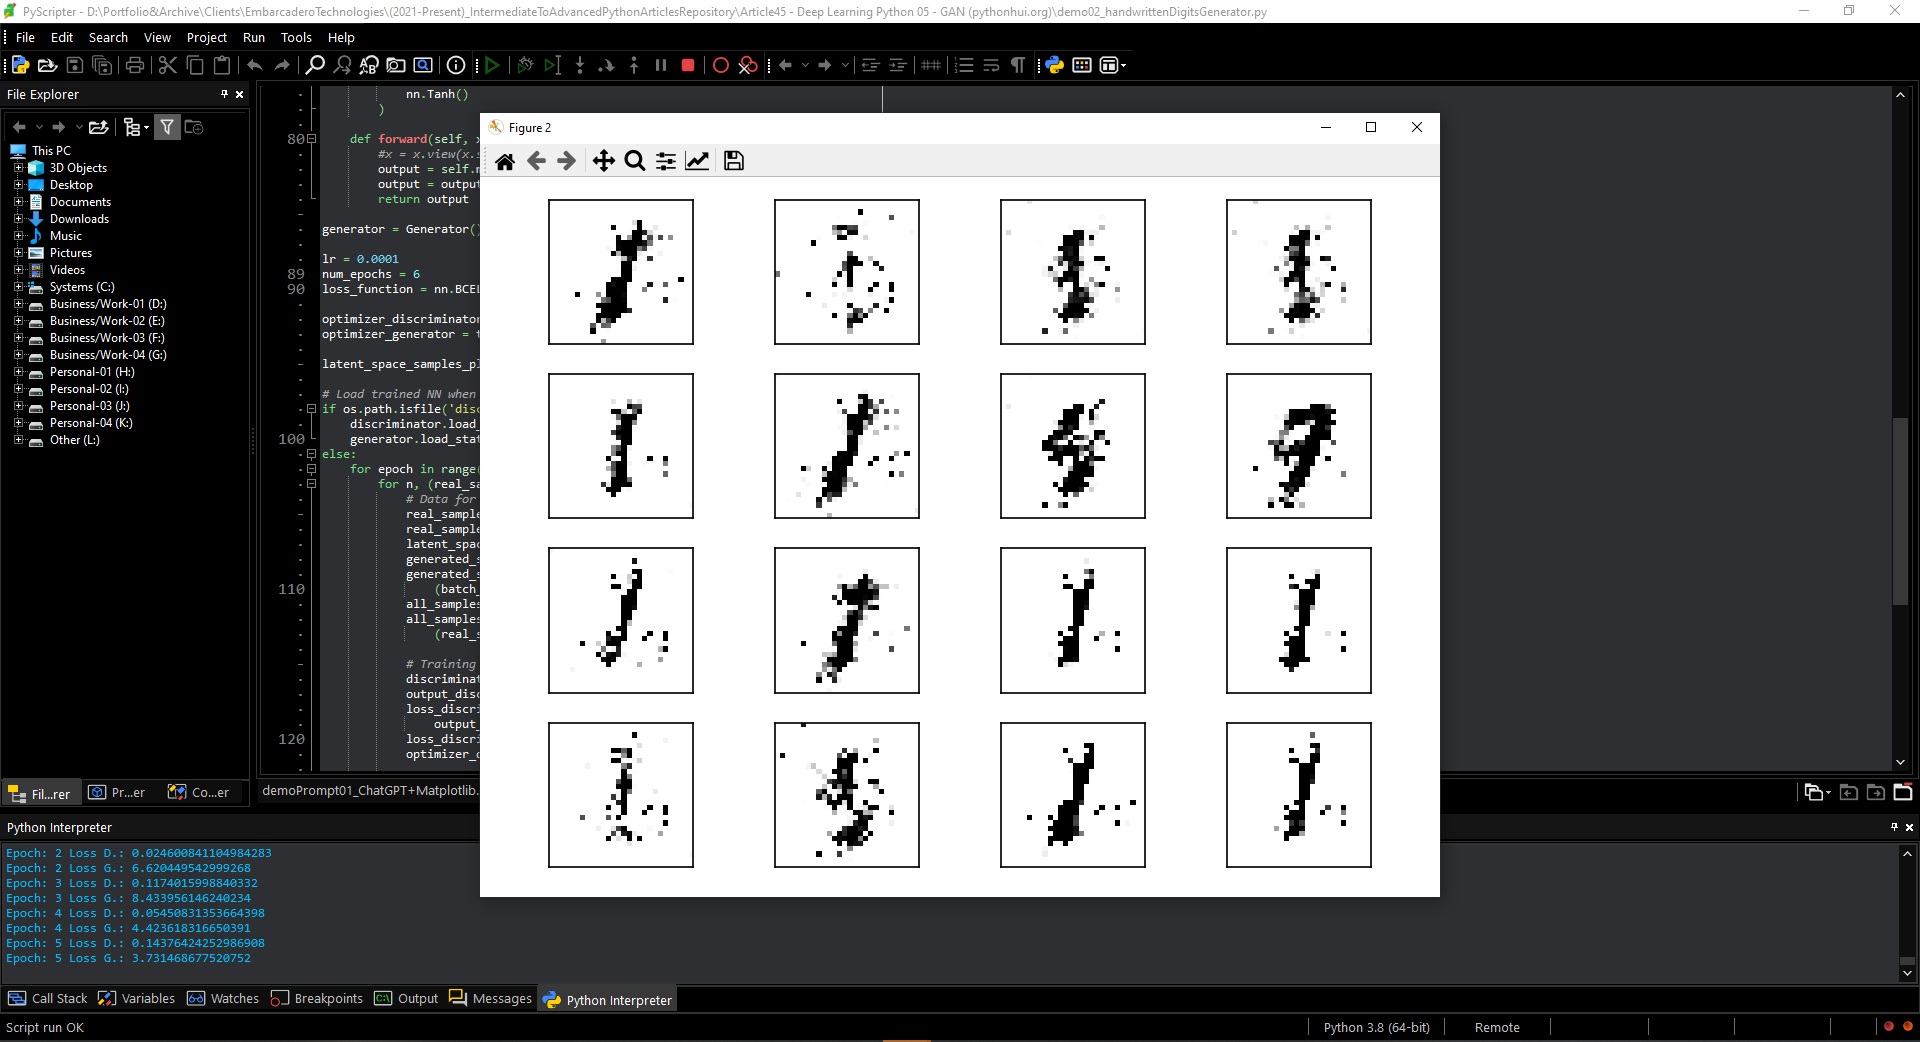 PyScripter - D:\Portfolio&Archive\Clients\EmbarcaderoTechnologies\(2021-Present)_IntermediateToAdvancedPythonArticlesRepository\Article45 - Deep Learning Python 05 - GAN (pythonhui.org)\demo02_handwrittenDigitsGenerator.py
File Edit Search View Project Run Tools Help
File Explorer
This PC
3D Objects
Desktop
Documents
Downloads
Music
Pictures
Videos
Systems (C:)
Business/Work-01 (D:)
Business/Work-02 (E:)
Business/Work-03 (F:)
Business/Work-04 (G:)
Personal-01 (H:)
Personal-02 (I:)
Personal-03 (J:)
Personal-04 (K:)
Other (L:)
Fil...rer Pr...er Co...er
nn.Tanh()
)
80 def forward(self,
#x = x.view(x.
output = self.
output = outpu
return output
generator = Generator()
lr = 0.0001
89 num_epochs = 6
90 loss_function = nn.BCEL
optimizer_discriminator
optimizer_generator =
latent_space_samples_pl
# Load trained NN when
if os.path.isfile('disc
discriminator.load_
100 generator.load_stat
else:
for epoch in range(
for n, (real_sa
# Data for
real_sample
real_sample
latent_spac
generated_s
generated_s
110 (batch_
all_samples
all_samples
(real_s
# Training
discriminat
output_disc
loss_discri
output_
120 loss_discri
optimizer_d
demoPrompt01_ChatGPT+Matplotlib.
Figure 2
Python Interpreter
Epoch: 2 Loss D.: 0.024600841104984283
Epoch: 2 Loss G.: 6.620449542999268
Epoch: 3 Loss D.: 0.1174015998840332
Epoch: 3 Loss G.: 8.433956146240234
Epoch: 4 Loss D.: 0.05450831353664398
Epoch: 4 Loss G.: 4.423618316650391
Epoch: 5 Loss D.: 0.14376424252986908
Epoch: 5 Loss G.: 3.731468677520752
Call Stack Variables Watches Breakpoints Output Messages Python Interpreter
Script run OK Python 3.8 (64-bit) Remote